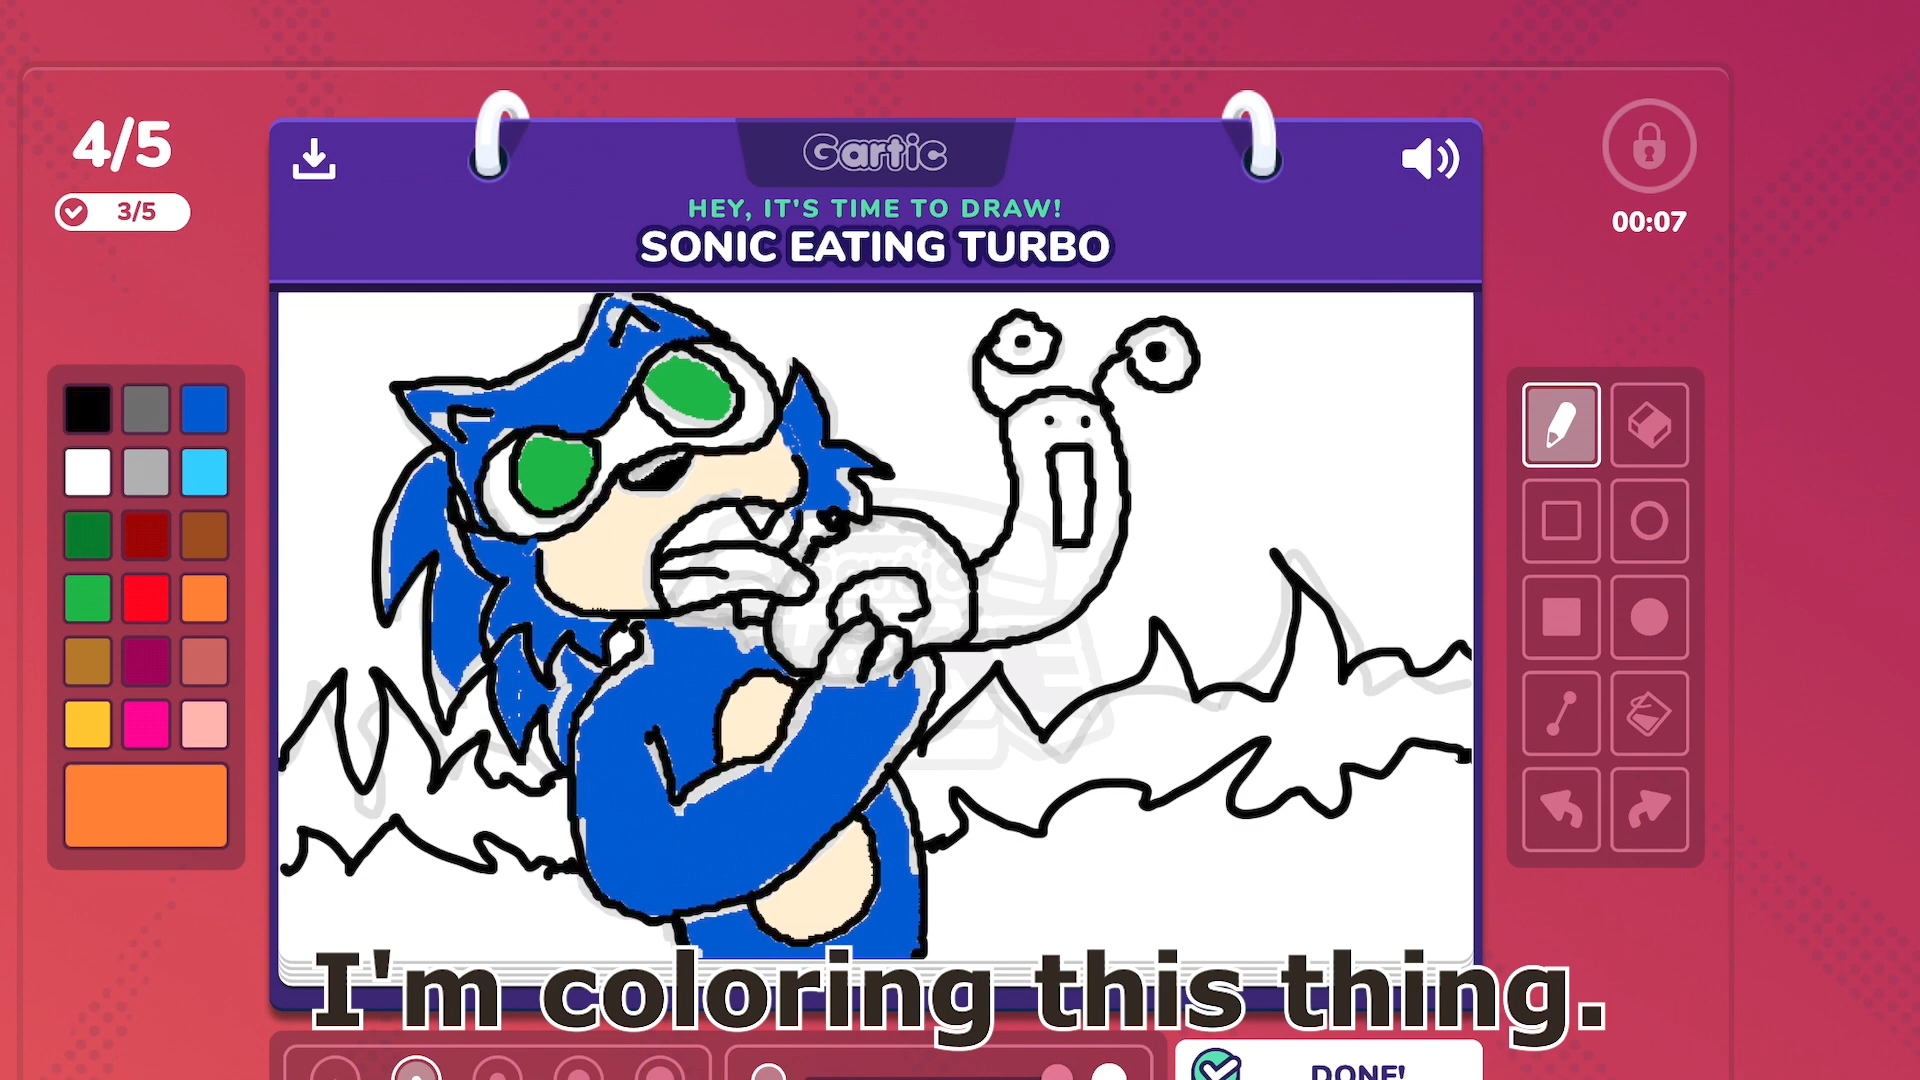 4/5
3/5
Gartic
HEY, IT'S TIME TO DRAW!
SONIC EATING TURBO
00:07
I'm coloring this thing.
DONE!